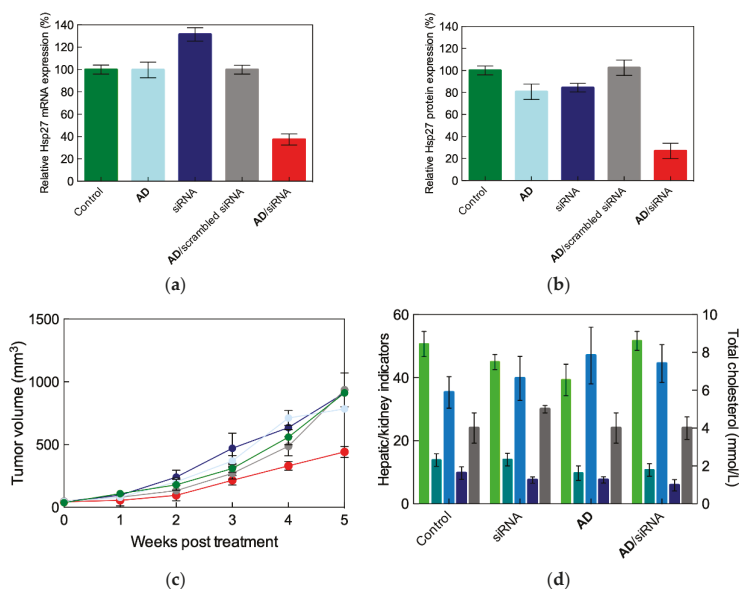 Relative Hsp27 mRNA expression (%)
140
120
100
80
60
40
20
0
Control
AD
siRNA
AD/scrambled siRNA
AD/siRNA
(a)
Relative Hsp27 protein expression (%)
140
120
100
80
60
40
20
0
Control
AD
siRNA
AD/scrambled siRNA
AD/siRNA
(b)
Tumor volume (mm³)
1500
1000
500
0
0 1 2 3 4 5
Weeks post treatment
(c)
Hepatic/kidney indicators
60
40
20
0
Total cholesterol (mmol/L)
10
8
6
4
2
0
Control
siRNA
AD
AD/siRNA
(d)